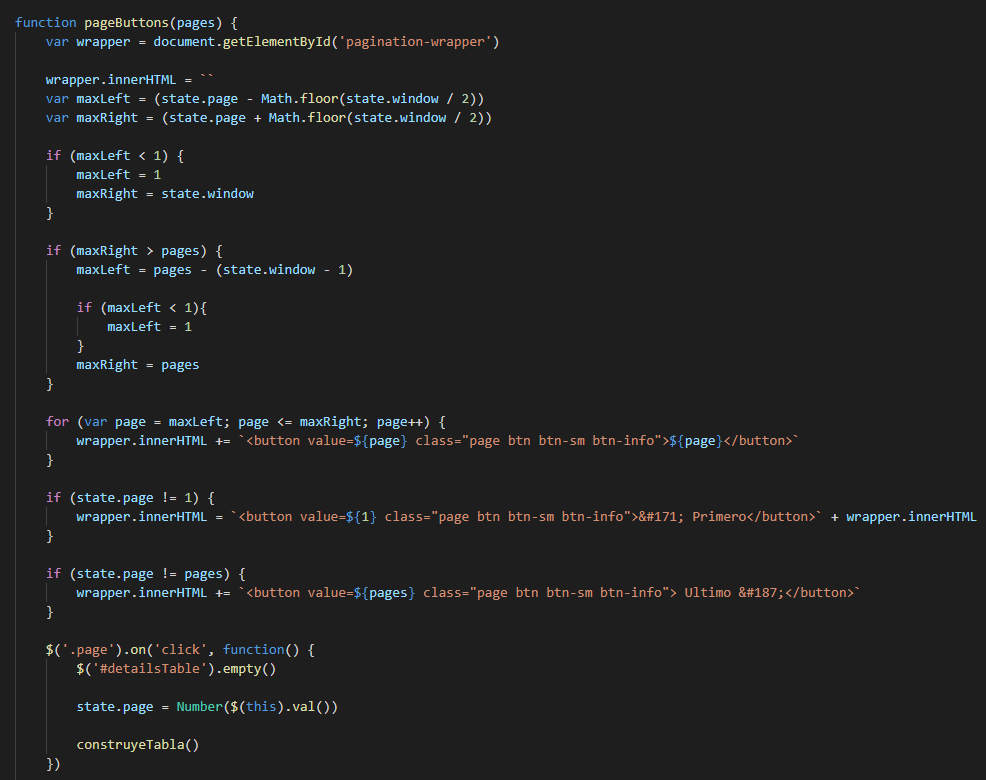 function pageButtons(pages) {
    var wrapper = document.getElementById('pagination-wrapper')

    wrapper.innerHTML = ``
    var maxLeft = (state.page - Math.floor(state.window / 2))
    var maxRight = (state.page + Math.floor(state.window / 2))

    if (maxLeft < 1) {
        maxLeft = 1
        maxRight = state.window
    }

    if (maxRight > pages) {
        maxLeft = pages - (state.window - 1)

        if (maxLeft < 1){
            maxLeft = 1
        }
        maxRight = pages
    }

    for (var page = maxLeft; page <= maxRight; page++) {
        wrapper.innerHTML += `<button value=${page} class="page btn btn-sm btn-info">${page}</button>`
    }

    if (state.page != 1) {
        wrapper.innerHTML = `<button value=${1} class="page btn btn-sm btn-info">&#171; Primero</button>` + wrapper.innerHTML
    }

    if (state.page != pages) {
        wrapper.innerHTML += `<button value=${pages} class="page btn btn-sm btn-info"> Ultimo &#187;</button>`
    }

    $('.page').on('click', function() {
        $('#detailsTable').empty()

        state.page = Number($(this).val())

        construyeTabla()
    })